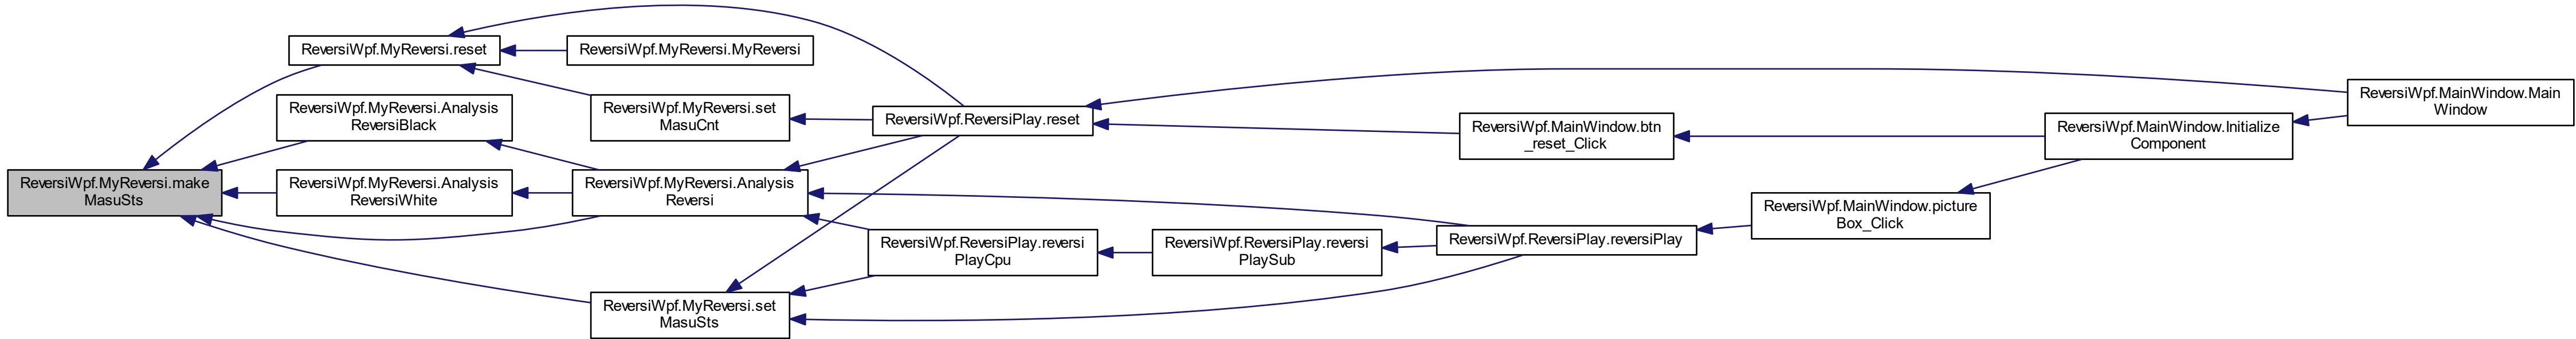 ReversiWpf.MyReversi.make
MasuSts
ReversiWpf.MyReversi.reset
ReversiWpf.MyReversi.Analysis
ReversiBlack
ReversiWpf.MyReversi.Analysis
ReversiWhite
ReversiWpf.MyReversi.MyReversi
ReversiWpf.MyReversi.set
MasuCnt
ReversiWpf.MyReversi.Analysis
Reversi
ReversiWpf.MyReversi.set
MasuSts
ReversiWpf.ReversiPlay.reset
ReversiWpf.ReversiPlay.reversi
PlayCpu
ReversiWpf.ReversiPlay.reversi
PlaySub
ReversiWpf.MainWindow.btn
_reset_Click
ReversiWpf.ReversiPlay.reversiPlay
ReversiWpf.MainWindow.picture
Box_Click
ReversiWpf.MainWindow.Initialize
Component
ReversiWpf.MainWindow.Main
Window